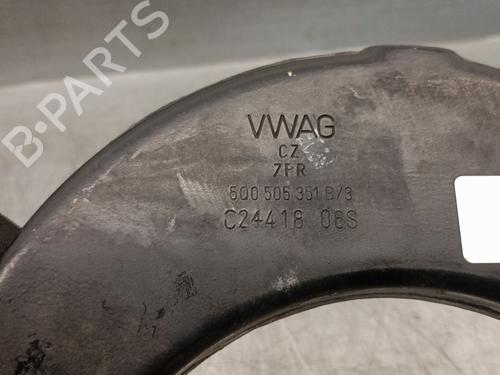 B-PARTS
VWAG
CZ
7FR
5Q0 505 351 B/3
C24418 06S